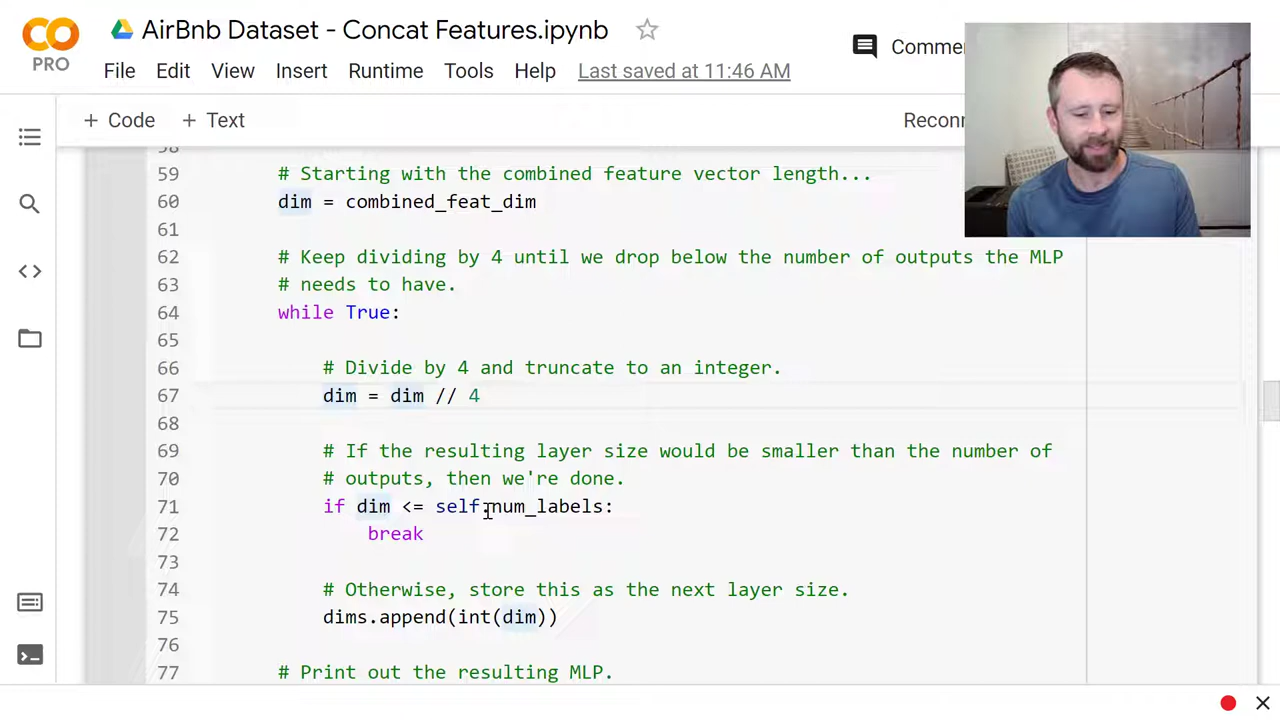 AirBnb Dataset - Concat Features.ipynb
PRO
File Edit View Insert Runtime Tools Help Last saved at 11:46 AM
+ Code + Text
59 # Starting with the combined feature vector length...
60 dim = combined_feat_dim
61
62 # Keep dividing by 4 until we drop below the number of outputs the MLP
63 # needs to have.
64 while True:
65
66 # Divide by 4 and truncate to an integer.
67 dim = dim // 4
68
69 # If the resulting layer size would be smaller than the number of
70 # outputs, then we're done.
71 if dim <= self.num_labels:
72 break
73
74 # Otherwise, store this as the next layer size.
75 dims.append(int(dim))
76
77 # Print out the resulting MLP.